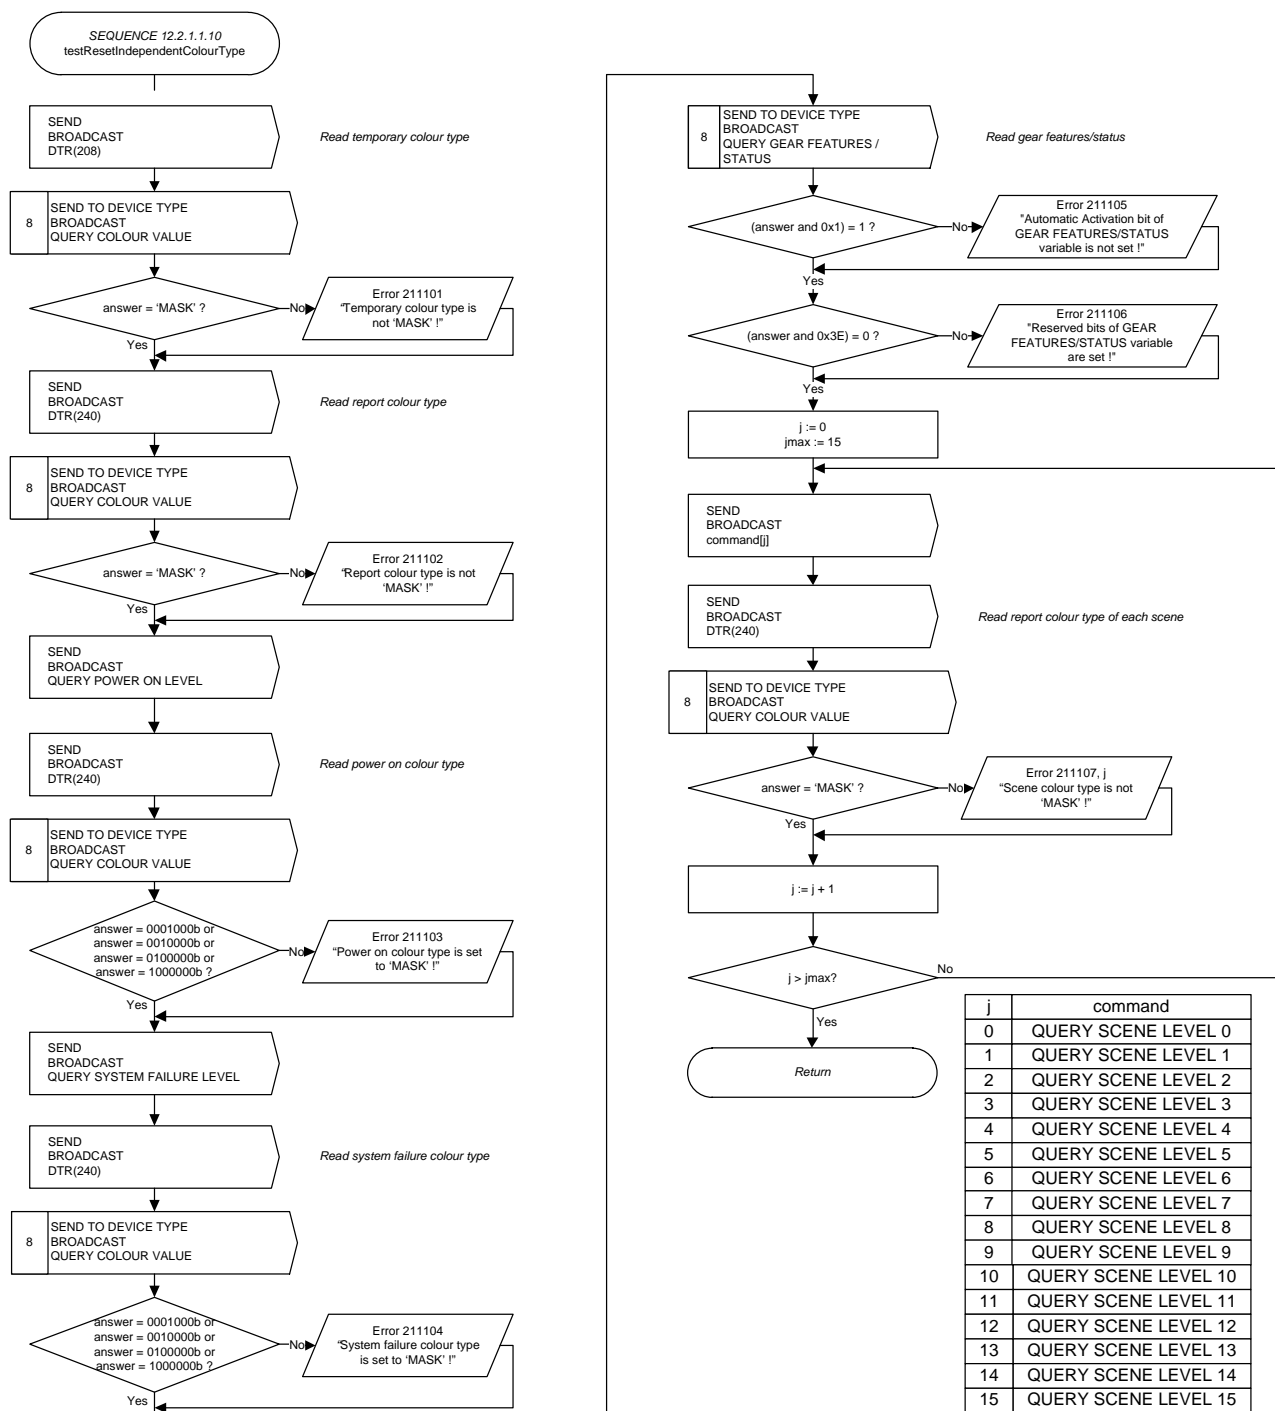 SEQUENCE 12.2.1.1.10
testResetIndependentColourType
SEND
BROADCAST
DTR(208)
Read temporary colour type
8
SEND TO DEVICE TYPE
BROADCAST
QUERY COLOUR VALUE
answer = ‘MASK’ ?
No
Error 211101
“Temporary colour type is
not ‘MASK’ !”
Yes
SEND
BROADCAST
DTR(240)
Read report colour type
8
SEND TO DEVICE TYPE
BROADCAST
QUERY COLOUR VALUE
answer = ‘MASK’ ?
No
Error 211102
“Report colour type is not
‘MASK’ !”
Yes
SEND
BROADCAST
QUERY POWER ON LEVEL
SEND
BROADCAST
DTR(240)
Read power on colour type
8
SEND TO DEVICE TYPE
BROADCAST
QUERY COLOUR VALUE
answer = 0001000b or
answer = 0010000b or
answer = 0100000b or
answer = 1000000b ?
No
Error 211103
“Power on colour type is set
to ‘MASK’ !”
Yes
SEND
BROADCAST
QUERY SYSTEM FAILURE LEVEL
SEND
BROADCAST
DTR(240)
Read system failure colour type
8
SEND TO DEVICE TYPE
BROADCAST
QUERY COLOUR VALUE
answer = 0001000b or
answer = 0010000b or
answer = 0100000b or
answer = 1000000b ?
No
Error 211104
“System failure colour type
is set to ‘MASK’ !”
Yes
8
SEND TO DEVICE TYPE
BROADCAST
QUERY GEAR FEATURES /
STATUS
Read gear features/status
(answer and 0x1) = 1 ?
No
Error 211105
"Automatic Activation bit of
GEAR FEATURES/STATUS
variable is not set !"
Yes
(answer and 0x3E) = 0 ?
No
Error 211106
"Reserved bits of GEAR
FEATURES/STATUS variable
are set !"
Yes
j := 0
jmax := 15
SEND
BROADCAST
command[j]
SEND
BROADCAST
DTR(240)
Read report colour type of each scene
8
SEND TO DEVICE TYPE
BROADCAST
QUERY COLOUR VALUE
answer = ‘MASK’ ?
No
Error 211107, j
“Scene colour type is not
‘MASK’ !”
Yes
j := j + 1
j > jmax?
No
Yes
Return
j command
0 QUERY SCENE LEVEL 0
1 QUERY SCENE LEVEL 1
2 QUERY SCENE LEVEL 2
3 QUERY SCENE LEVEL 3
4 QUERY SCENE LEVEL 4
5 QUERY SCENE LEVEL 5
6 QUERY SCENE LEVEL 6
7 QUERY SCENE LEVEL 7
8 QUERY SCENE LEVEL 8
9 QUERY SCENE LEVEL 9
10 QUERY SCENE LEVEL 10
11 QUERY SCENE LEVEL 11
12 QUERY SCENE LEVEL 12
13 QUERY SCENE LEVEL 13
14 QUERY SCENE LEVEL 14
15 QUERY SCENE LEVEL 15